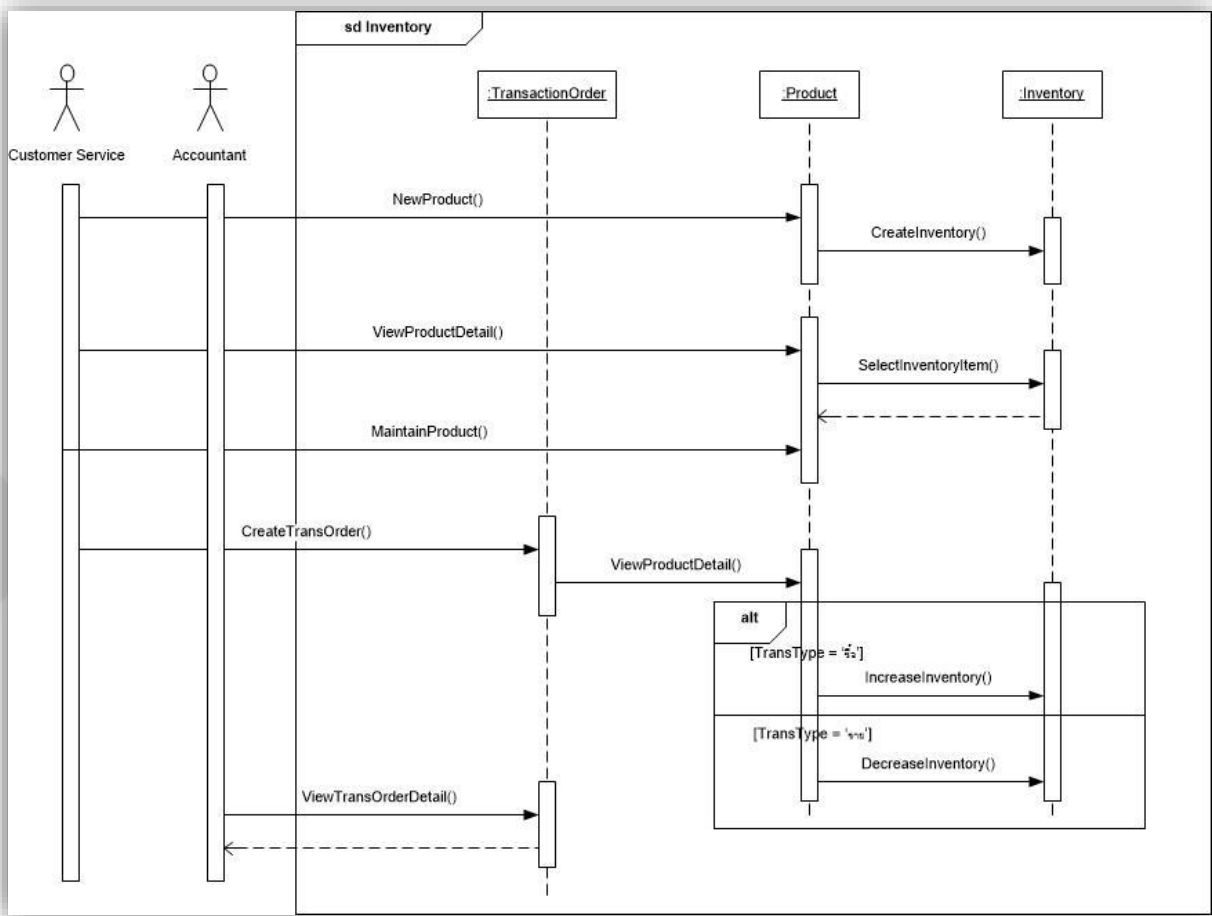 sd Inventory
:TransactionOrder
:Product
:Inventory
Customer Service
Accountant
NewProduct()
CreateInventory()
ViewProductDetail()
SelectInventoryItem()
MaintainProduct()
CreateTransOrder()
ViewProductDetail()
alt
[TransType = 'ซื้อ']
IncreaseInventory()
[TransType = 'ขาย']
DecreaseInventory()
ViewTransOrderDetail()